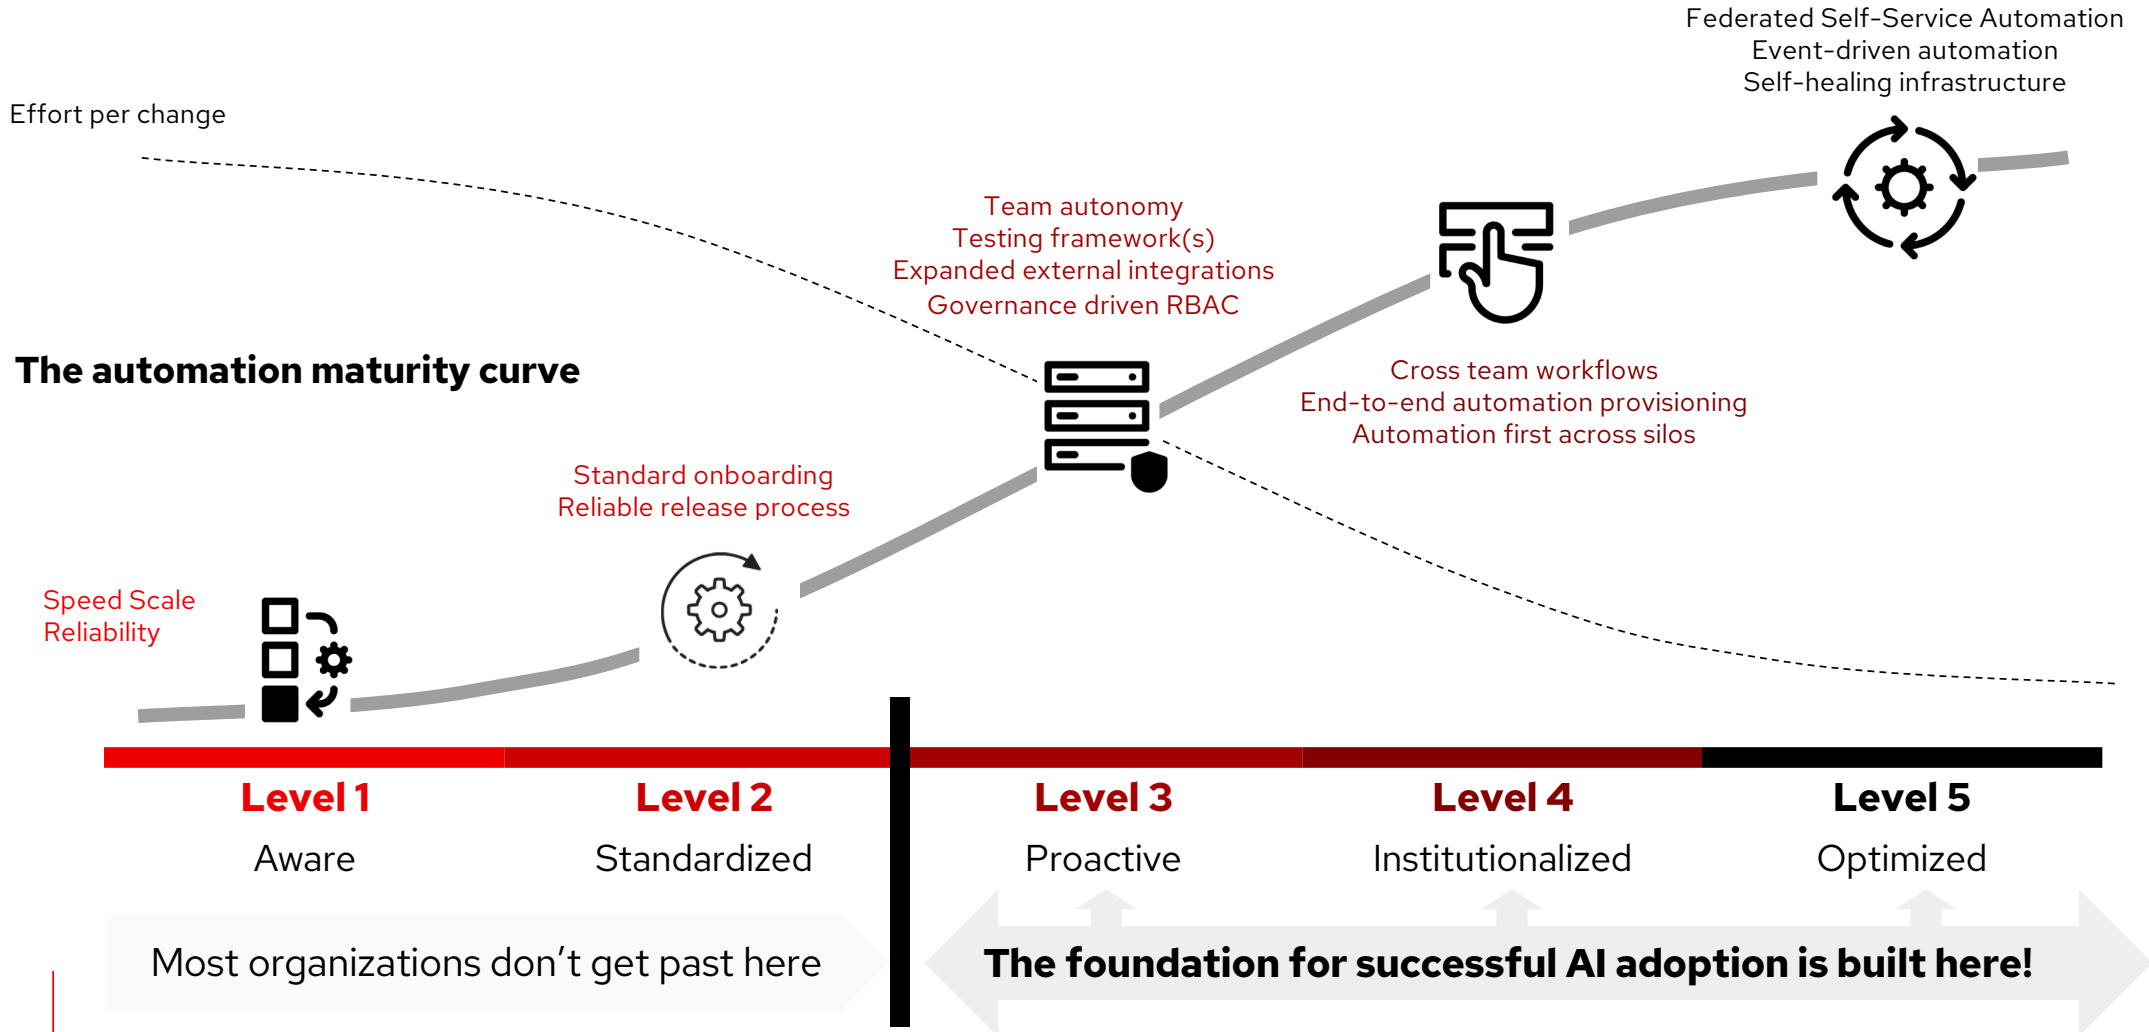 Federated Self-Service Automation
Event-driven automation
Self-healing infrastructure
Effort per change
Team autonomy
Testing framework(s)
Expanded external integrations
Governance driven RBAC
The automation maturity curve
Cross team workflows
End-to-end automation provisioning
Automation first across silos
Standard onboarding
Reliable release process
Speed Scale
Reliability
Level 1
Level 2
Level 3
Level 4
Level 5
Aware
Standardized
Proactive
Institutionalized
Optimized
Most organizations don’t get past here
The foundation for successful AI adoption is built here!